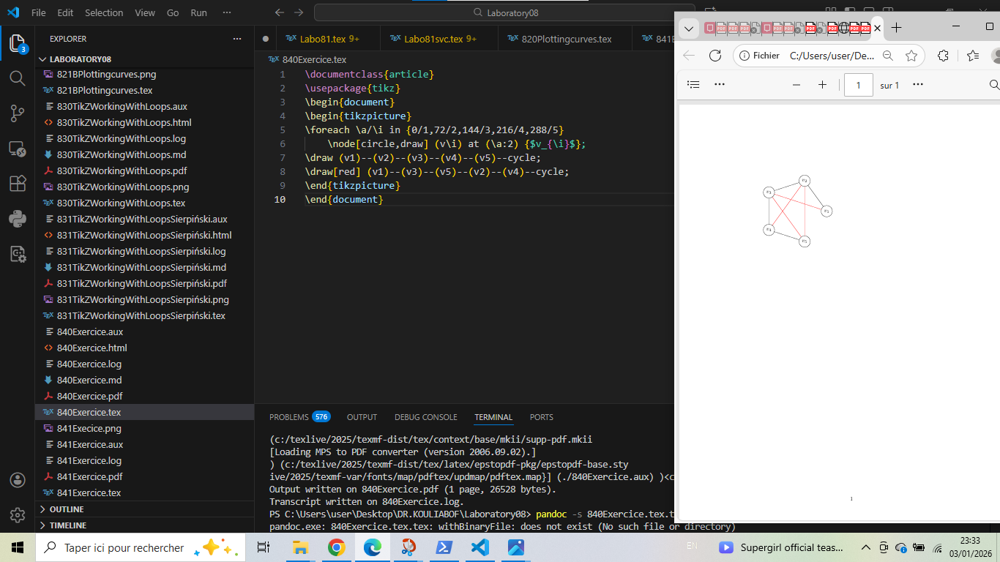 File Edit Selection View Go Run ··· Laboratory08
EXPLORER ···
LABORATORY08
821BPlottingcurves.png
821BPlottingcurves.tex
830TikZWorkingWithLoops.aux
830TikZWorkingWithLoops.html
830TikZWorkingWithLoops.log
830TikZWorkingWithLoops.md
830TikZWorkingWithLoops.pdf
830TikZWorkingWithLoops.png
830TikZWorkingWithLoops.tex
831TikZWorkingWithLoopsSierpiński.aux
831TikZWorkingWithLoopsSierpiński.html
831TikZWorkingWithLoopsSierpiński.log
831TikZWorkingWithLoopsSierpiński.md
831TikZWorkingWithLoopsSierpiński.pdf
831TikZWorkingWithLoopsSierpiński.png
831TikZWorkingWithLoopsSierpiński.tex
840Exercice.aux
840Exercice.html
840Exercice.log
840Exercice.md
840Exercice.pdf
840Exercice.tex
841Execice.png
841Exercice.aux
841Exercice.log
841Exercice.pdf
841Exercice.tex
OUTLINE
TIMELINE
3
Labo81.tex 9+ Labo81svc.tex 9+ 820Plottingcurves.tex 841E
840Exercice.tex
1 \documentclass{article}
2 \usepackage{tikz}
3 \begin{document}
4 \begin{tikzpicture}
5 \foreach \a/\i in {0/1,72/2,144/3,216/4,288/5}
6 \node[circle,draw] (v\i) at (\a:2) {$v_{\i}$};
7 \draw (v1)--(v2)--(v3)--(v4)--(v5)--cycle;
8 \draw[red] (v1)--(v3)--(v5)--(v2)--(v4)--cycle;
9 \end{tikzpicture}
10 \end{document}
PROBLEMS 576 OUTPUT DEBUG CONSOLE TERMINAL PORTS
(c:/texlive/2025/texmf-dist/tex/context/base/mkii/supp-pdf.mkii
[Loading MPS to PDF converter (version 2006.09.02).]
) (c:/texlive/2025/texmf-dist/tex/latex/epstopdf-pkg/epstopdf-base.sty
ive/2025/texmf-var/fonts/map/pdftex/updmap/pdftex.map}] (./840Exercice.aux) )<c
Output written on 840Exercice.pdf (1 page, 26528 bytes).
Transcript written on 840Exercice.log.
PS C:\Users\user\Desktop\DR.KOULIABOF\Laboratory08> pandoc -s 840Exercice.tex.t
pandoc.exe: 840Exercice.tex.tex: withBinaryFile: does not exist (No such file or directory)
Fichier C:/Users/user/De...
1 sur 1 ···
v2
v3
v1
v4
v5
1
Taper ici pour rechercher
EN
Supergirl official teas...
23:33
03/01/2026